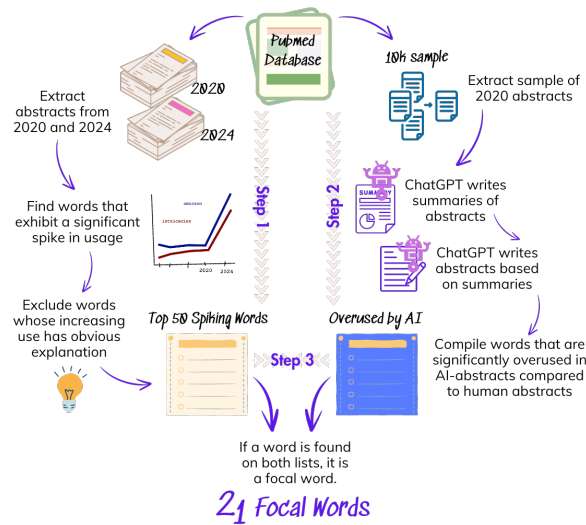 Pubmed
Database
2020
2024
Extract
abstracts from
2020 and 2024
Find words that
exhibit a significant
spike in usage
omicron
intricacies
2020
2024
Exclude words
whose increasing
use has obvious
explanation
Step 1
Top 50 Spiking Words
10k sample
Extract sample of
2020 abstracts
Step 2
SUMMARY
ChatGPT writes
summaries of
abstracts
ChatGPT writes
abstracts based
on summaries
Compile words that are
significantly overused in
AI-abstracts compared
to human abstracts
Overused by AI
Step 3
If a word is found
on both lists, it is
a focal word.
21 Focal Words